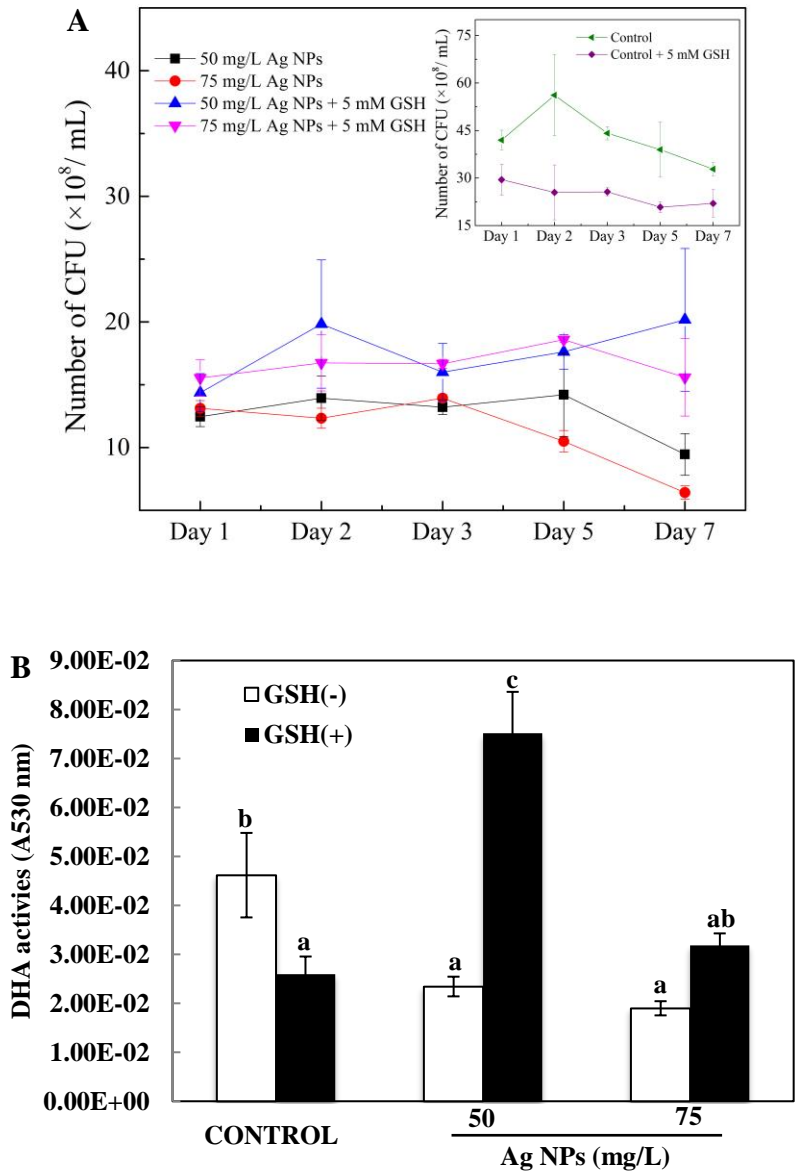 A
50 mg/L Ag NPs
75 mg/L Ag NPs
50 mg/L Ag NPs + 5 mM GSH
75 mg/L Ag NPs + 5 mM GSH
Number of CFU (×10⁸/ mL)
40
30
20
10
Day 1 Day 2 Day 3 Day 5 Day 7
Control
Control + 5 mM GSH
Number of CFU (×10⁸/ mL)
75
60
45
30
15
Day 1 Day 2 Day 3 Day 5 Day 7
B
DHA activies (A530 nm)
9.00E-02
8.00E-02
7.00E-02
6.00E-02
5.00E-02
4.00E-02
3.00E-02
2.00E-02
1.00E-02
0.00E+00
GSH(-)
GSH(+)
b
a
a
c
a
ab
CONTROL
50 75
Ag NPs (mg/L)